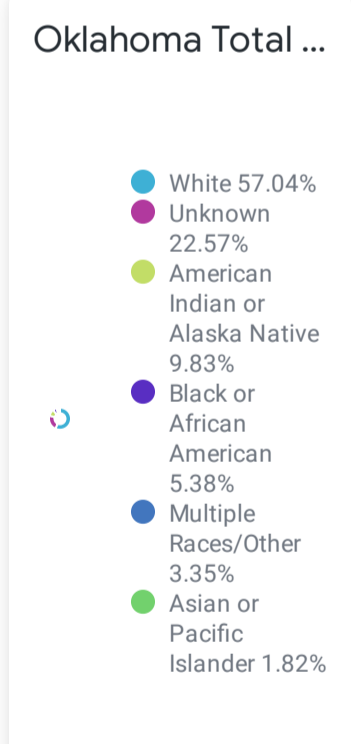 Oklahoma Total ...
White 57.04%
Unknown
22.57%
American
Indian or
Alaska Native
9.83%
Black or
African
American
5.38%
Multiple
Races/Other
3.35%
Asian or
Pacific
Islander 1.82%